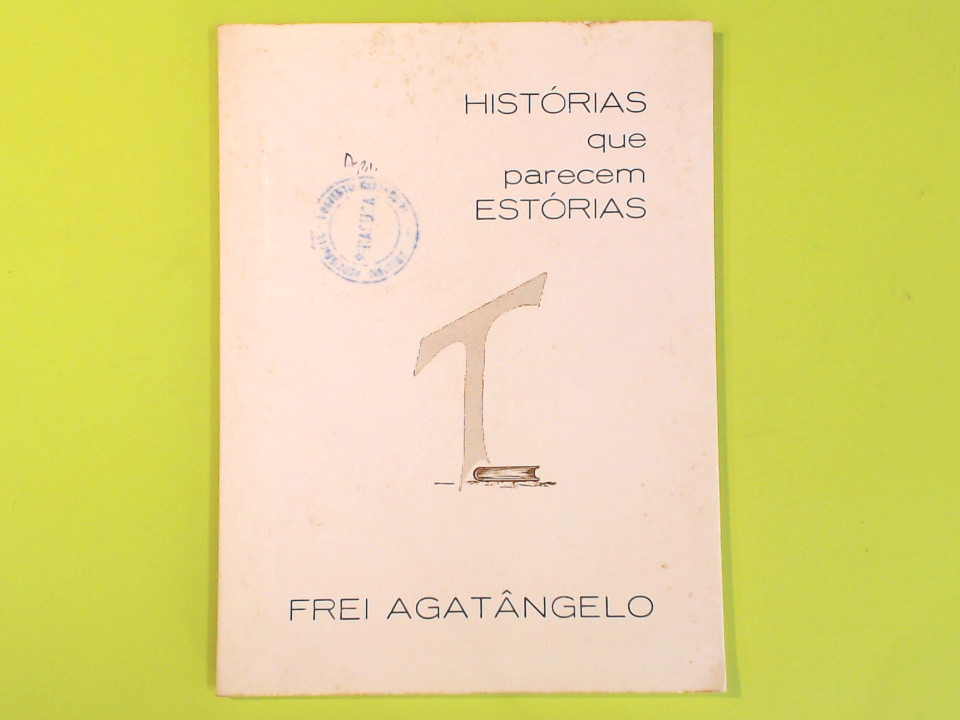 HISTÓRIAS
que
parecem
ESTÓRIAS
FREI AGATÂNGELO